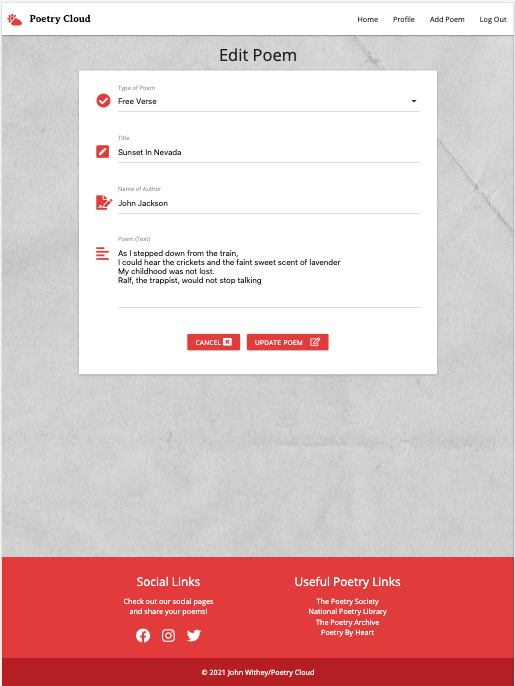 Poetry Cloud
Home Profile Add Poem Log Out
Edit Poem
Type of Poem
Free Verse
Title
Sunset In Nevada
Name of Author
John Jackson
Poem (Text)
As I stepped down from the train,
I could hear the crickets and the faint sweet scent of lavender
My childhood was not lost.
Ralf, the trappist, would not stop talking
CANCEL UPDATE POEM
Social Links
Check out our social pages
and share your poems!
Useful Poetry Links
The Poetry Society
National Poetry Library
The Poetry Archive
Poetry By Heart
© 2021 John Withey/Poetry Cloud